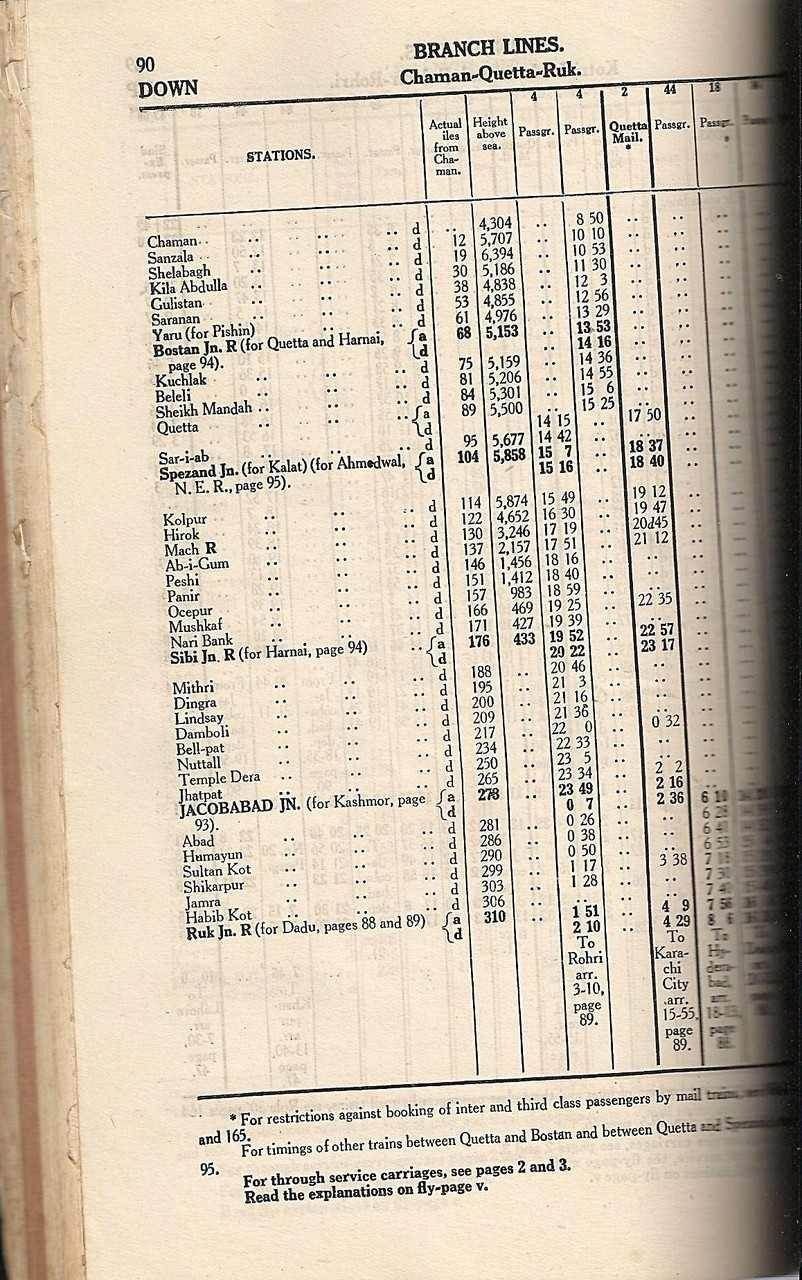 90
BRANCH LINES.
DOWN
Chaman-Quetta-Ruk.
4 4 2 44 18
STATIONS. Actual iles from Cha-man. Height above sea. Passgr. Passgr. Quetta Mail. * Passgr. Passgr. *
Chaman .. .. .. .. d .. 4,304 .. 8 50 .. ..
Sanzala .. .. .. d 12 5,707 .. 10 10 .. ..
Shelabagh .. .. .. d 19 6,394 .. 10 53 .. ..
Kila Abdulla .. .. .. d 30 5,186 .. 11 30 .. ..
Gulistan .. .. .. d 38 4,838 .. 12 3 .. ..
Saranan .. .. .. d 53 4,855 .. 12 56 .. ..
Yaru (for Pishin) .. .. d 61 4,976 .. 13 29 .. ..
Bostan Jn. R (for Quetta and Harnai, a 68 5,153 .. 13 53 .. ..
page 94). d .. 14 16 .. ..
Kuchlak .. .. .. d 75 5,159 .. 14 36 .. ..
Beleli .. .. .. d 81 5,206 .. 14 55 .. ..
Sheikh Mandah .. .. .. d 84 5,301 .. 15 6 .. ..
Quetta .. .. .. a 89 5,500 .. 15 25 .. ..
d 14 15 .. 17 50 ..
Sar-i-ab .. .. .. d 95 5,677 14 42 .. .. ..
Spezand Jn. (for Kalat) (for Ahmedwal, a 104 5,858 15 7 .. 18 37 ..
N. E. R., page 95). d 15 16 .. 18 40 ..
Kolpur .. .. .. d 114 5,874 15 49 .. 19 12 ..
Hirok .. .. .. d 122 4,652 16 30 .. 19 47 ..
Mach R .. .. .. d 130 3,246 17 19 .. 20d45 ..
Ab-i-Gum .. .. .. d 137 2,157 17 51 .. 21 12 ..
Peshi .. .. .. d 146 1,456 18 16 .. .. ..
Panir .. .. .. d 151 1,412 18 40 .. .. ..
Ocepur .. .. .. d 157 983 18 59 .. .. ..
Mushkaf .. .. .. d 166 469 19 25 .. 22 35 ..
Nari Bank .. .. .. d 171 427 19 39 .. .. ..
Sibi Jn. R (for Harnai, page 94) .. a 176 433 19 52 .. 22 57 ..
d 20 22 .. 23 17 ..
Mithri .. .. .. d 188 .. 20 46 .. .. ..
Dingra .. .. .. d 195 .. 21 3 .. .. ..
Lindsay .. .. .. d 200 .. 21 16 .. .. ..
Damboli .. .. .. d 209 .. 21 36 .. .. ..
Bell-pat .. .. .. d 217 .. 22 0 .. 0 32 ..
Nuttall .. .. .. d 234 .. 22 33 .. .. ..
Temple Dera .. .. .. d 250 .. 23 5 .. .. ..
Jhatpat .. .. .. d 265 .. 23 34 .. 2 2 ..
JACOBABAD JN. (for Kashmor, page a 278 .. 23 49 .. 2 16 ..
93). d .. 0 7 .. 2 36
Abad .. .. .. d 281 .. 0 26 .. ..
Humayun .. .. .. d 286 .. 0 38 .. ..
Sultan Kot .. .. .. d 290 .. 0 50 .. ..
Shikarpur .. .. .. d 299 .. 1 17 .. 3 38
Jamra .. .. .. d 303 .. 1 28 .. ..
Habib Kot .. .. .. d 306 .. .. .. ..
Ruk Jn. R (for Dadu, pages 88 and 89) a 310 .. 1 51 .. 4 9 7 56
d 2 10 .. 4 29 8 6
To To To
Rohri Kara-
arr. chi
3-10, City
page arr.
89. 15-55,
page
89.
* For restrictions against booking of inter and third class passengers by mail
and 165.
For timings of other trains between Quetta and Bostan and between Quetta and
95.
For through service carriages, see pages 2 and 3.
Read the explanations on fly-page v.